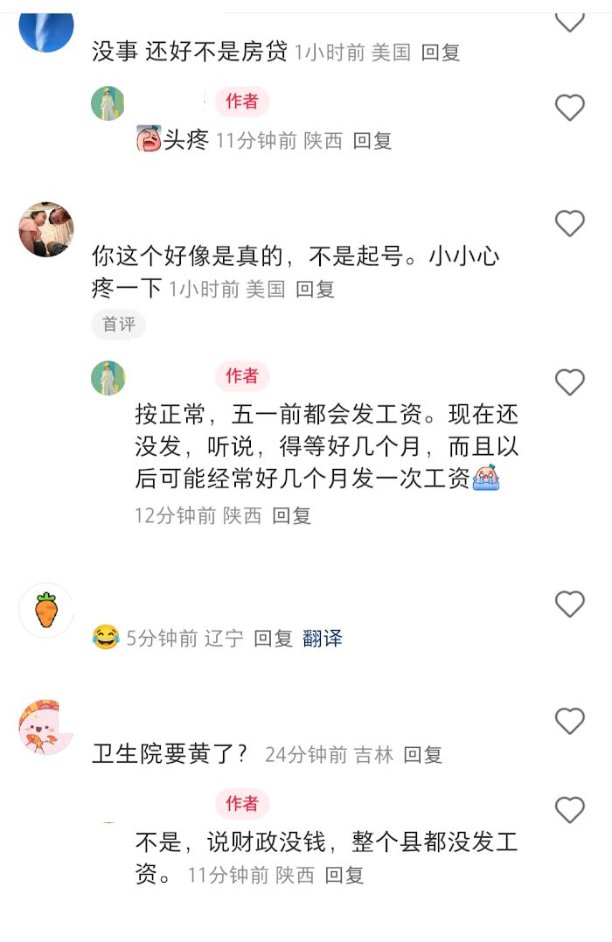 没事 还好不是房贷 1小时前 美国 回复
作者
头疼 11分钟前 陕西 回复
你这个好像是真的，不是起号。小小心
疼一下 1小时前 美国 回复
首评
作者
按正常，五一前都会发工资。现在还
没发，听说，得等好几个月，而且以
后可能经常好几个月发一次工资
12分钟前 陕西 回复
😂 5分钟前 辽宁 回复 翻译
卫生院要黄了？ 24分钟前 吉林 回复
作者
不是，说财政没钱，整个县都没发工
资。 11分钟前 陕西 回复